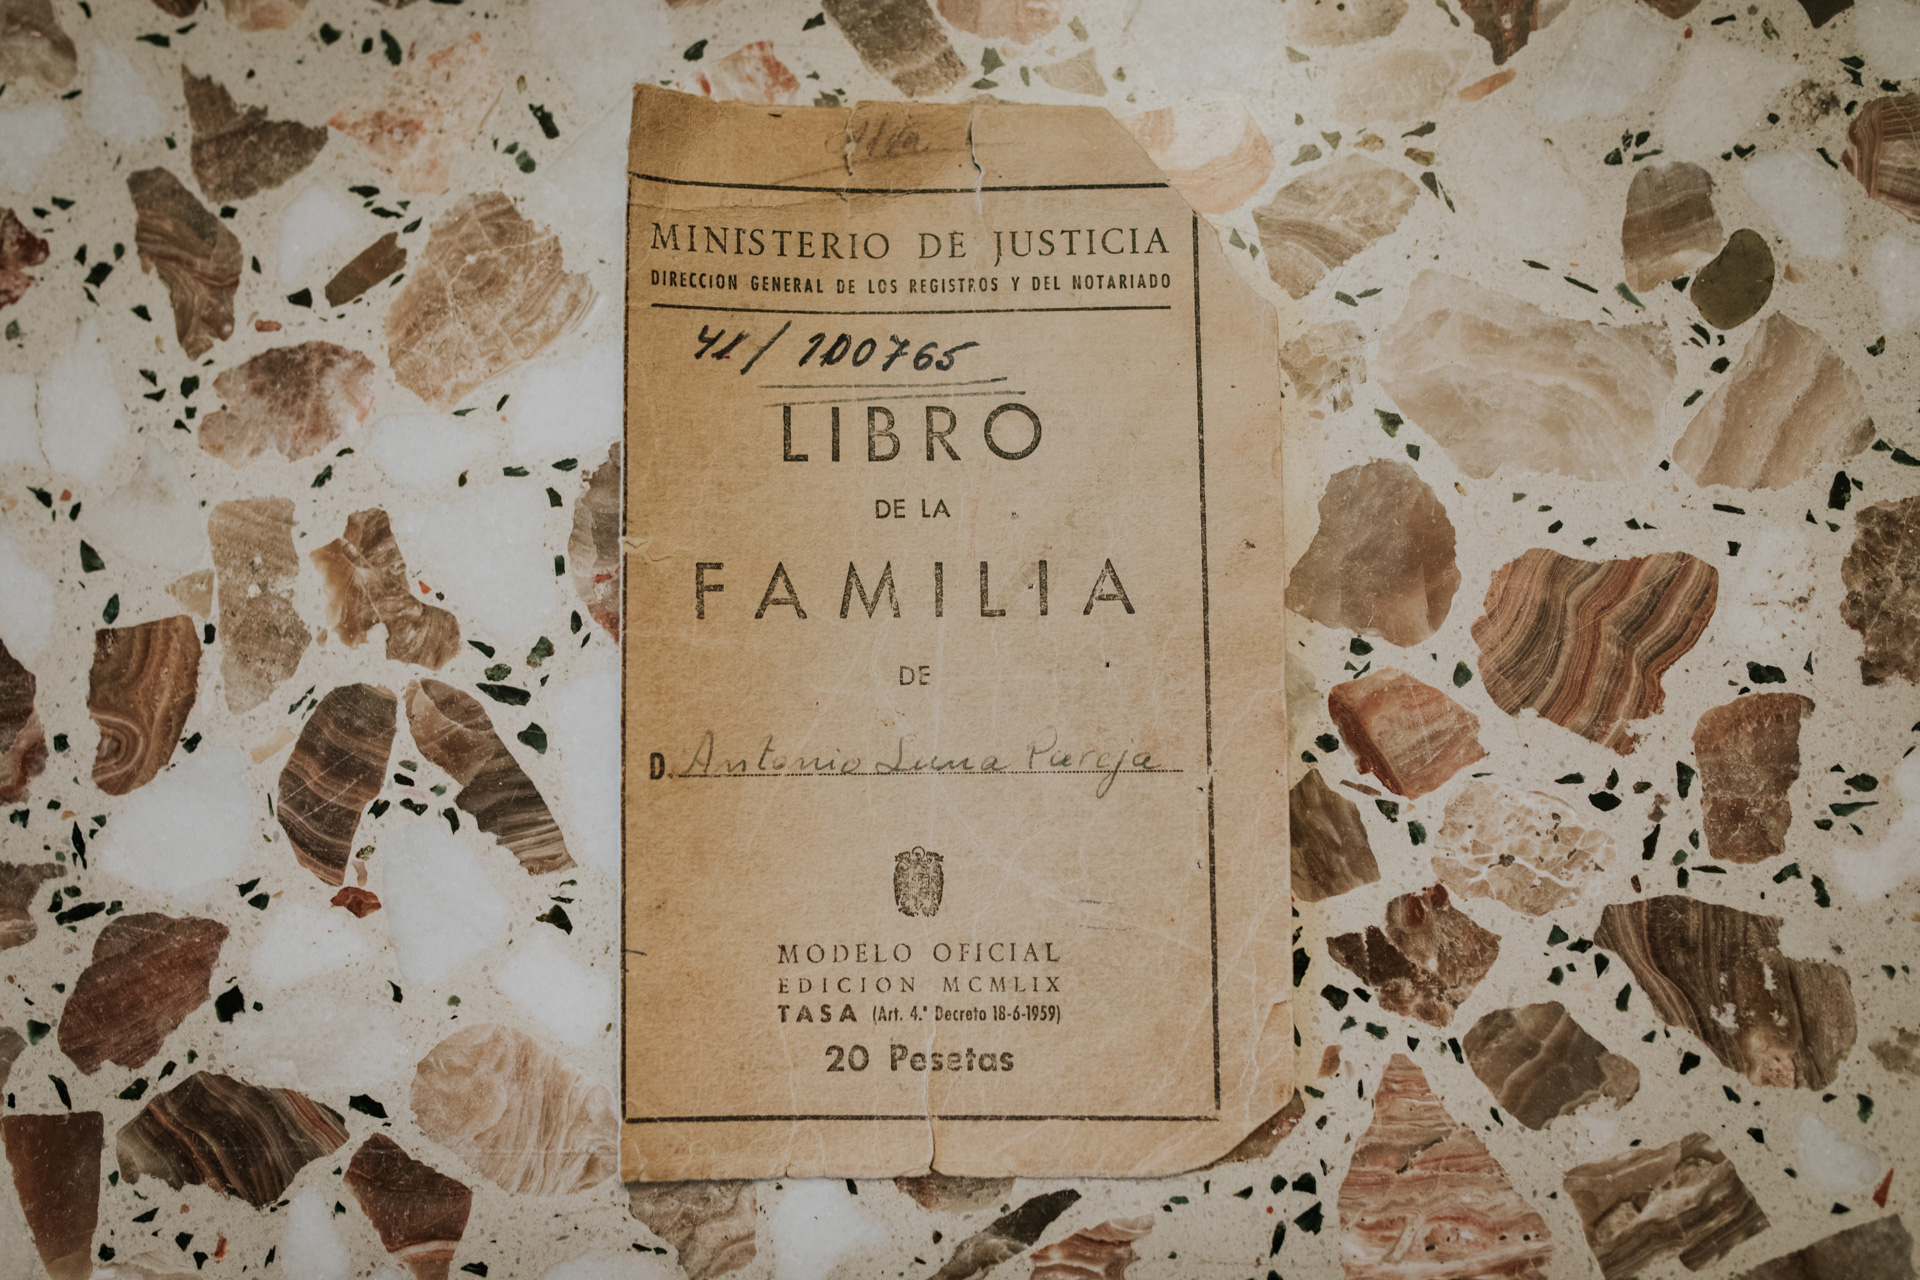 MINISTERIO DE JUSTICIA
DIRECCION GENERAL DE LOS REGISTROS Y DEL NOTARIADO
41/100765
LIBRO
DE LA
FAMILIA
DE
D. Antonio Luna Pareja
MODELO OFICIAL
EDICION MCMLIX
TASA (Art. 4.º Decreto 18-6-1959)
20 Pesetas